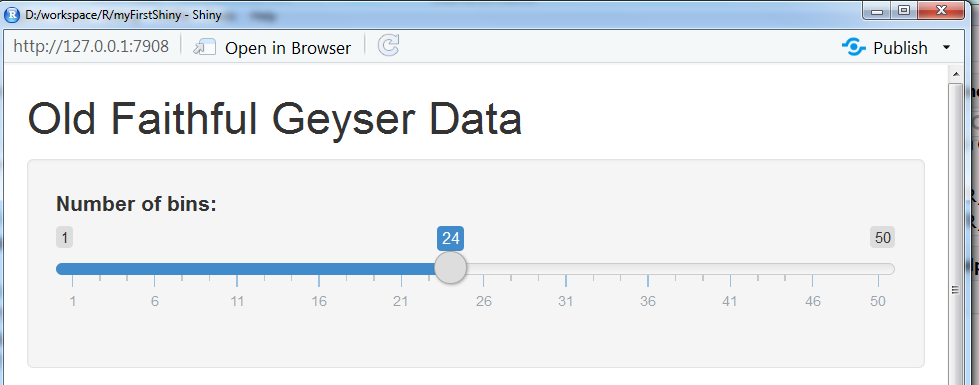 D:/workspace/R/myFirstShiny - Shiny
http://127.0.0.1:7908 Open in Browser Publish
Old Faithful Geyser Data
Number of bins:
1 24 50
1 6 11 16 21 26 31 36 41 46 50